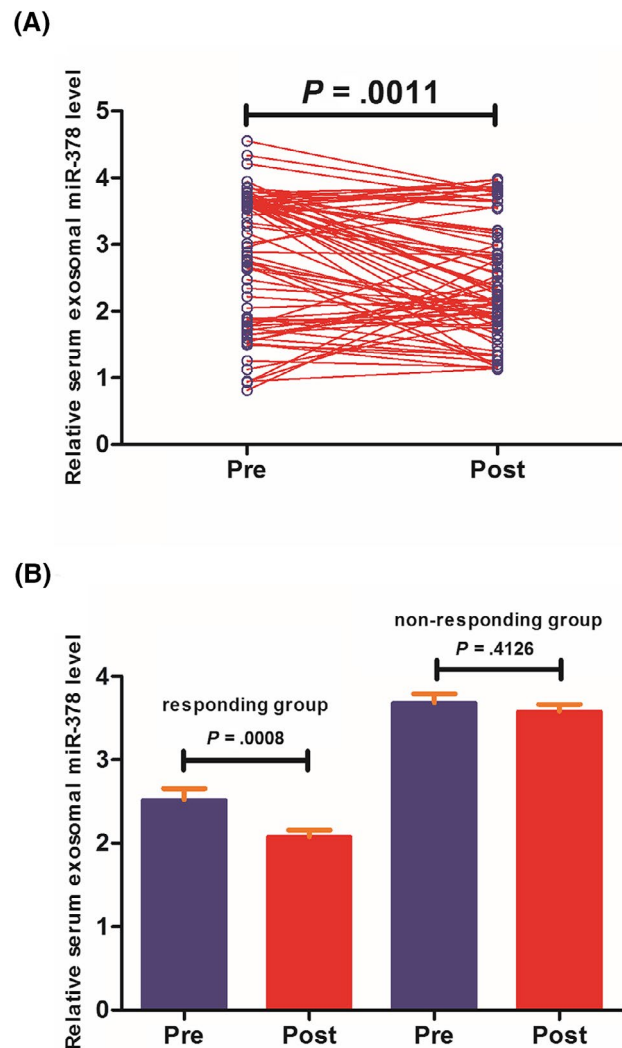 (A)
P = .0011
Relative serum exosomal miR-378 level
5
4
3
2
1
0
Pre Post
(B)
non-responding group
P = .4126
responding group
P = .0008
Relative serum exosomal miR-378 level
4
3
2
1
0
Pre Post Pre Post